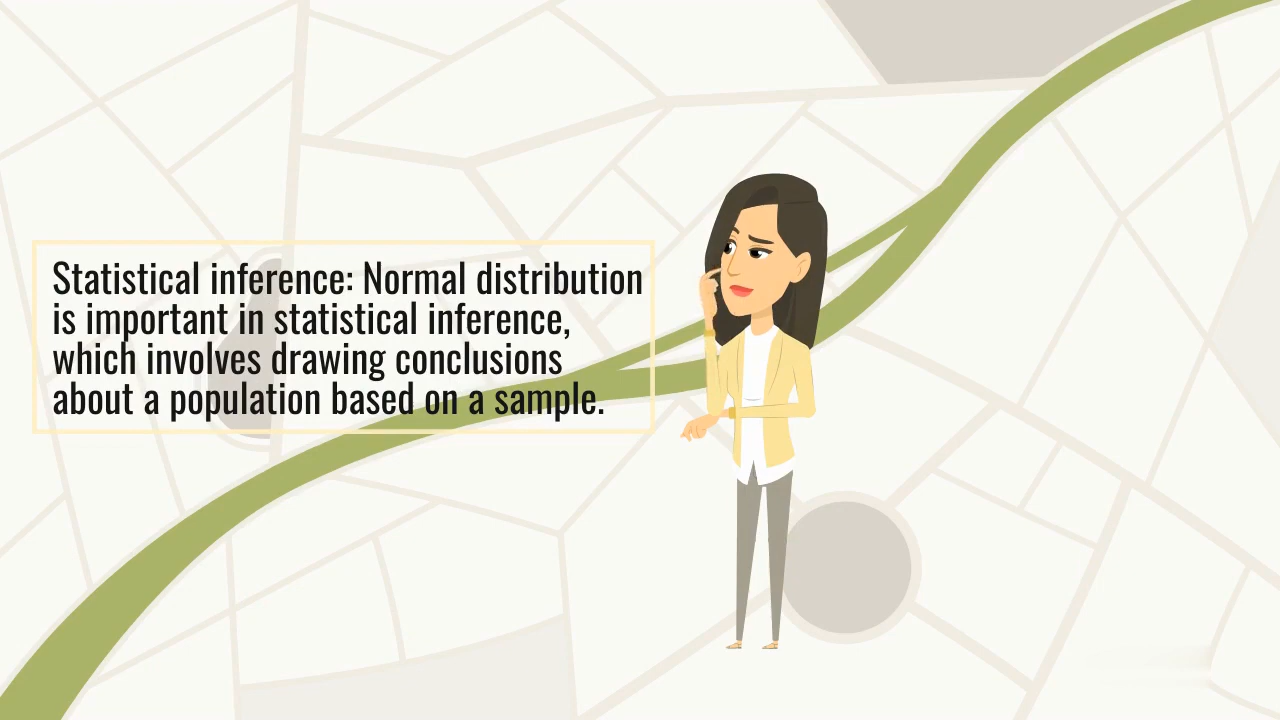 Statistical inference: Normal distribution
is important in statistical inference,
which involves drawing conclusions
about a population based on a sample.